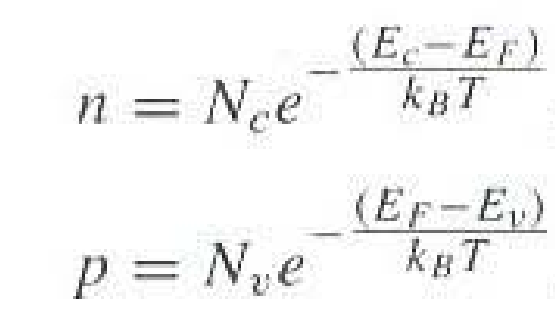 n = N_c e^{-\frac{(E_c - E_F)}{k_B T}}
p = N_v e^{-\frac{(E_F - E_v)}{k_B T}}